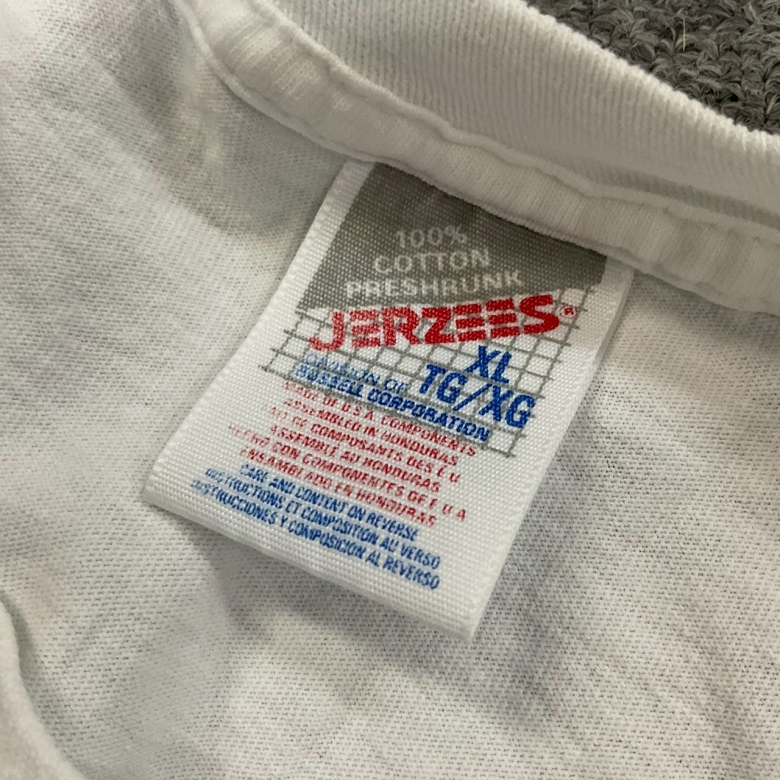 100%
COTTON
PRESHRUNK
JERZEES®
XL
TG/XG
DIVISION OF
RUSSELL CORPORATION
MADE OF U.S.A. COMPONENTS
ASSEMBLED IN HONDURAS
DE COMPOSANTS DES E U
ASSEMBLÉ AU HONDURAS
HECHO CON COMPONENTES DE E U A
ENSAMBLADO EN HONDURAS
CARE AND CONTENT ON REVERSE
INSTRUCTIONS ET COMPOSITION AU VERSO
INSTRUCCIONES Y COMPOSICION AL REVERSO